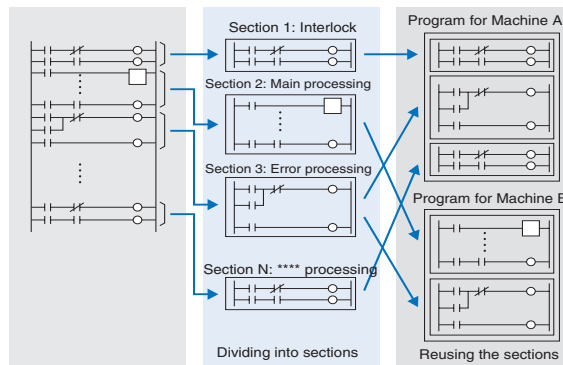 Section 1: Interlock
Section 2: Main processing
Section 3: Error processing
Section N: **** processing
Dividing into sections
Program for Machine A
Program for Machine B
Reusing the sections